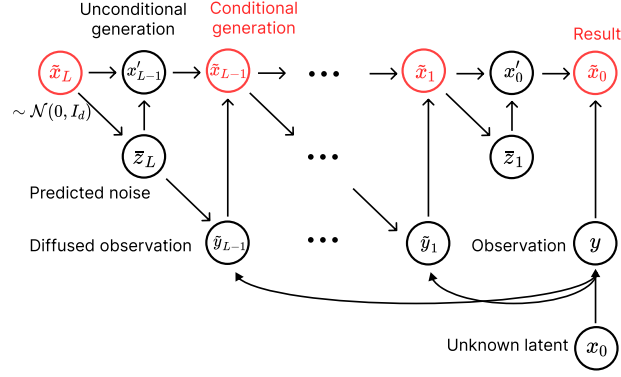 Unconditional
generation
Conditional
generation
Result
x̃_L
x'_{L−1}
x̃_{L−1}
•••
x̃_1
x'_0
x̃_0
∼ 𝒩(0, I_d)
z̄_L
•••
z̄_1
Predicted noise
Diffused observation
ỹ_{L−1}
•••
ỹ_1
Observation
y
Unknown latent
x_0